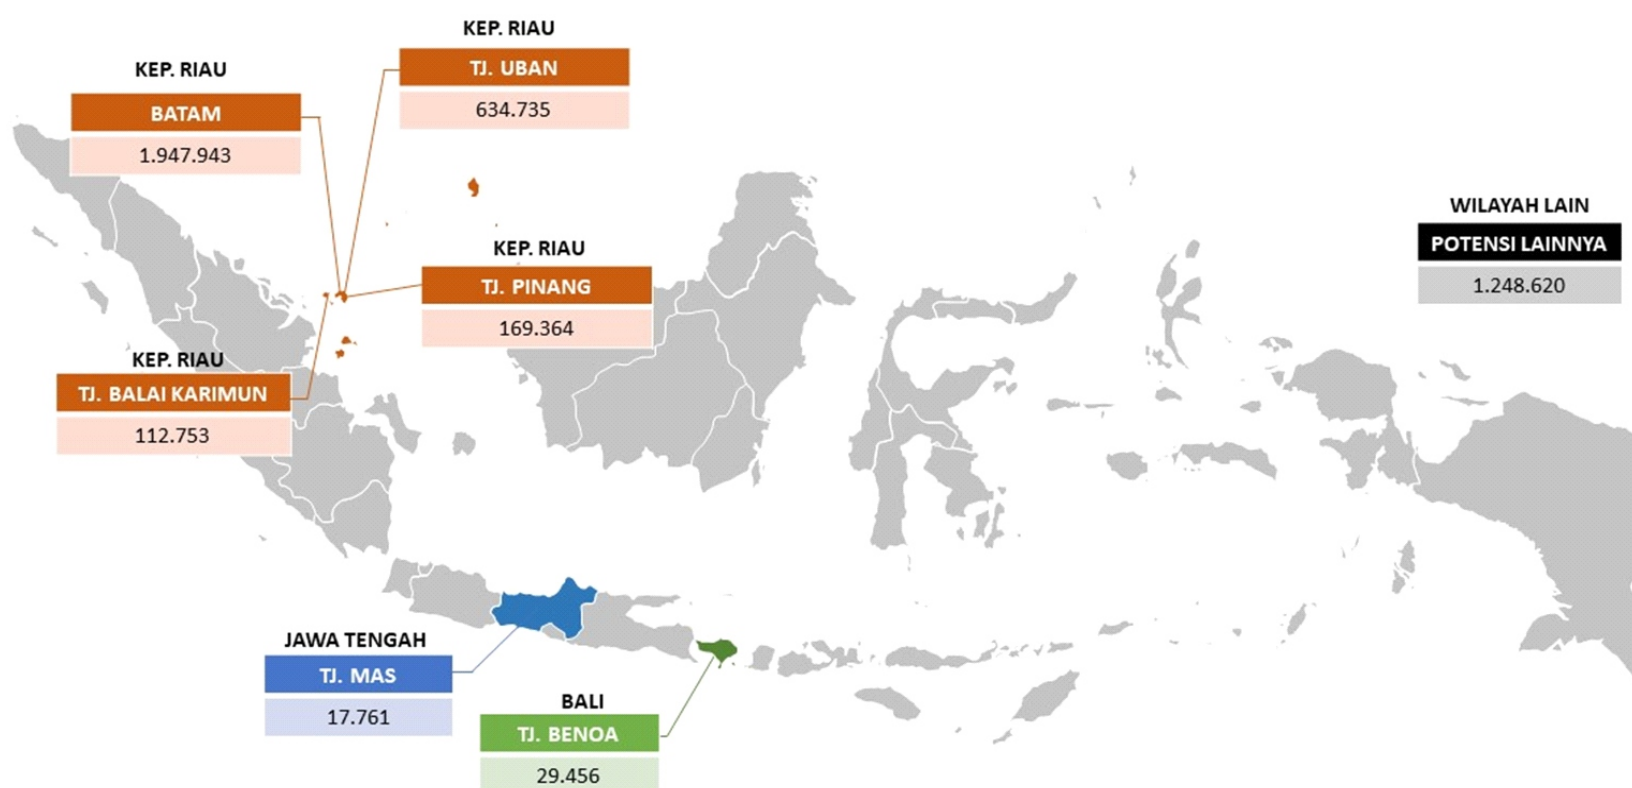 KEP. RIAU
TJ. UBAN
634.735
KEP. RIAU
BATAM
1.947.943
WILAYAH LAIN
POTENSI LAINNYA
1.248.620
KEP. RIAU
TJ. PINANG
169.364
KEP. RIAU
TJ. BALAI KARIMUN
112.753
JAWA TENGAH
TJ. MAS
17.761
BALI
TJ. BENOA
29.456